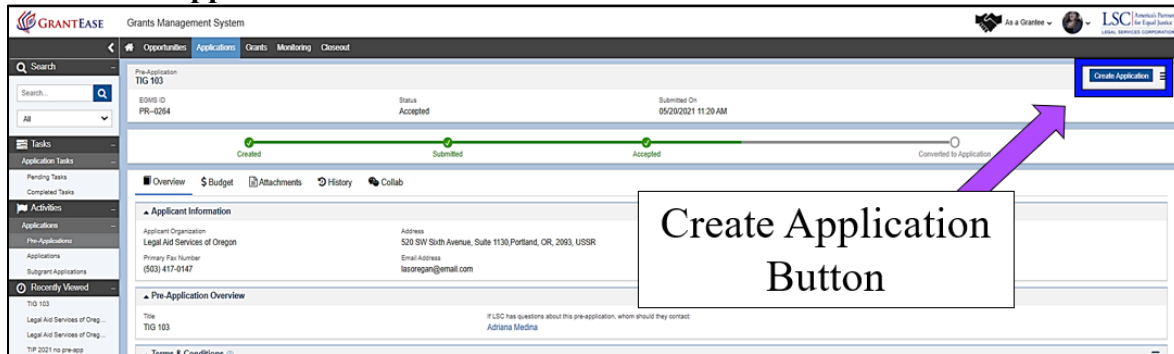 GRANTEASE Grants Management System As a Grantee LSC America's Partner for Equal Justice
LEGAL SERVICES CORPORATION
Opportunities Applications Grants Monitoring Closeout
Search
Search...
All
Tasks
Application Tasks
Pending Tasks
Completed Tasks
Activities
Applications
Pre-Applications
Applications
Subgrant Applications
Recently Viewed
TIG 103
Legal Aid Services of Oreg...
Legal Aid Services of Oreg...
TIP 2021 no pre-app
Pre-Application
TIG 103
Create Application
EGMS ID Status Submitted On
PR--0264 Accepted 05/20/2021 11:20 AM
Created Submitted Accepted Converted to Application
Overview $ Budget Attachments History Collab
Applicant Information
Applicant Organization Address
Legal Aid Services of Oregon 520 SW Sixth Avenue, Suite 1130,Portland, OR, 2093, USSR
Primary Fax Number Email Address
(503) 417-0147 lasoregan@email.com
Pre-Application Overview
Title If LSC has questions about this pre-application, whom should they contact:
TIG 103 Adriana Medina
Terms & Conditions
Create Application
Button